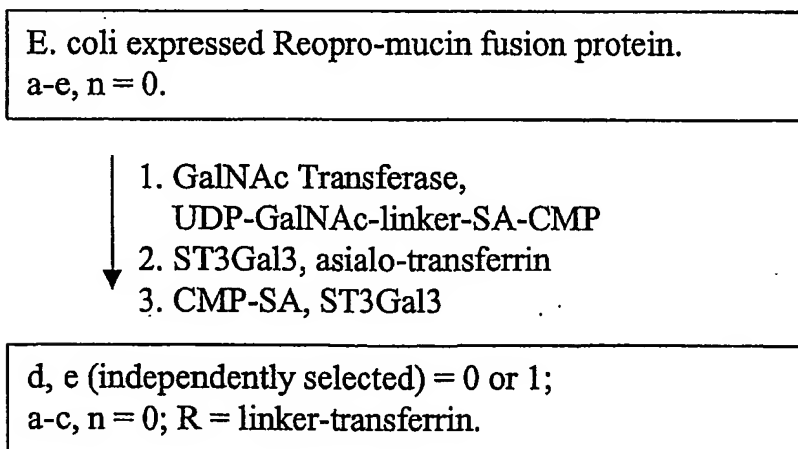 E. coli expressed Reopro-mucin fusion protein.
a-e, n = 0.
1. GalNAc Transferase,
UDP-GalNAc-linker-SA-CMP
2. ST3Gal3, asialo-transferrin
3. CMP-SA, ST3Gal3
d, e (independently selected) = 0 or 1;
a-c, n = 0; R = linker-transferrin.